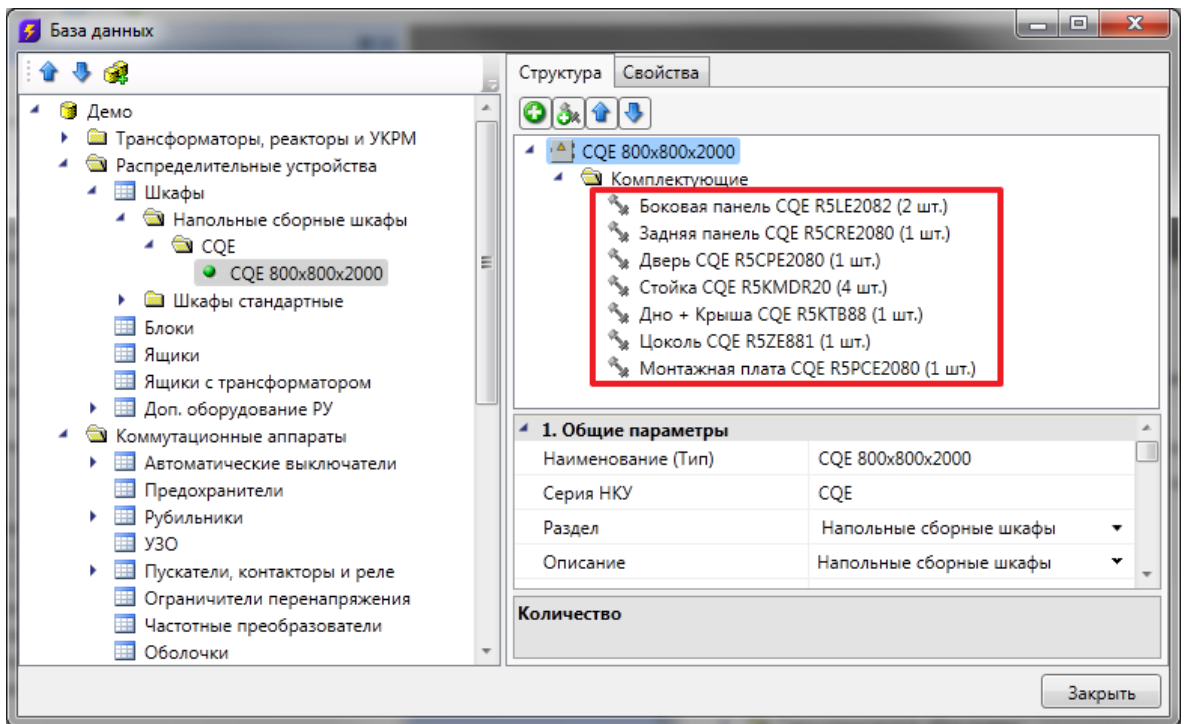 База данных
Демо
Трансформаторы, реакторы и УКРМ
Распределительные устройства
Шкафы
Напольные сборные шкафы
CQE
CQE 800x800x2000
Шкафы стандартные
Блоки
Ящики
Ящики с трансформатором
Доп. оборудование РУ
Коммутационные аппараты
Автоматические выключатели
Предохранители
Рубильники
УЗО
Пускатели, контакторы и реле
Ограничители перенапряжения
Частотные преобразователи
Оболочки
Структура Свойства
CQE 800x800x2000
Комплектующие
Боковая панель CQE R5LE2082 (2 шт.)
Задняя панель CQE R5CRE2080 (1 шт.)
Дверь CQE R5CPE2080 (1 шт.)
Стойка CQE R5KMDR20 (4 шт.)
Дно + Крыша CQE R5KTB88 (1 шт.)
Цоколь CQE R5ZE881 (1 шт.)
Монтажная плата CQE R5PCE2080 (1 шт.)
1. Общие параметры
Наименование (Тип) CQE 800x800x2000
Серия НКУ CQE
Раздел Напольные сборные шкафы
Описание Напольные сборные шкафы
Количество
Закрыть